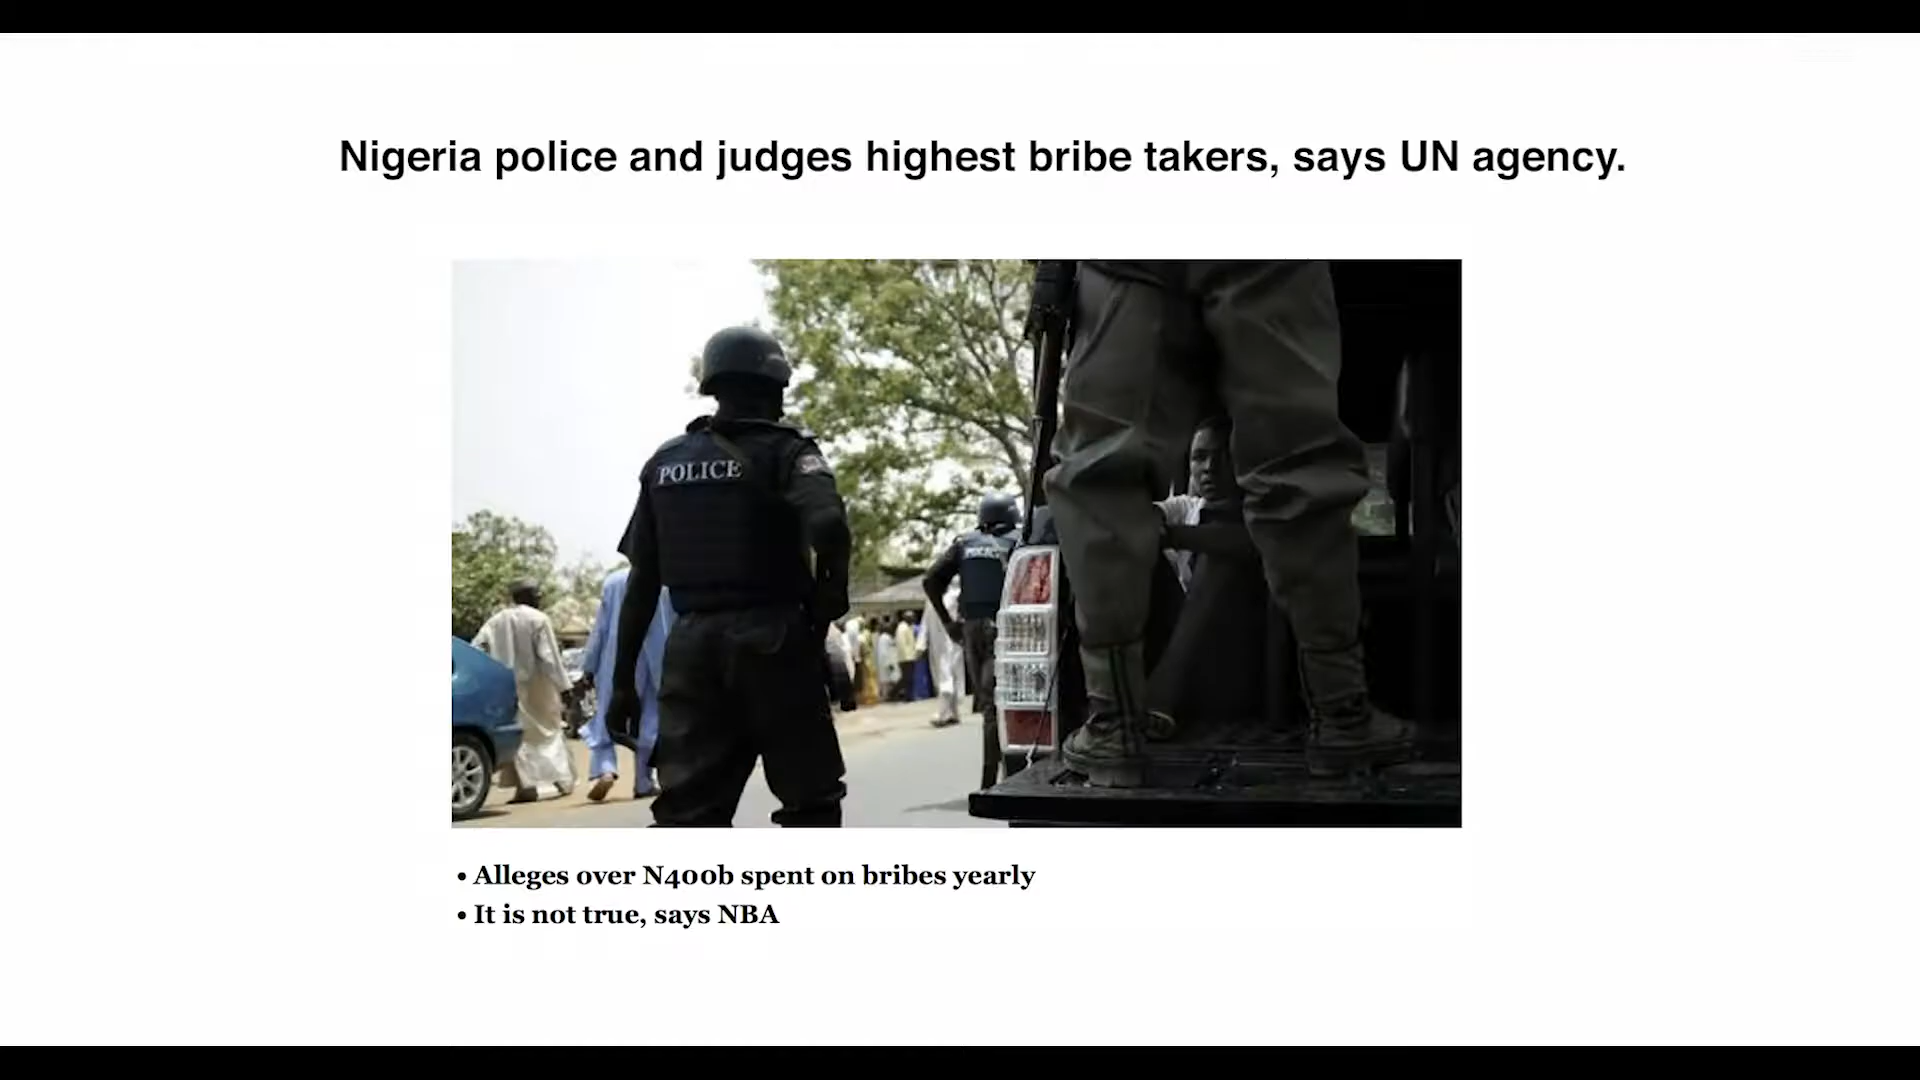 Nigeria police and judges highest bribe takers, says UN agency.
POLICE
POLICE
• Alleges over N400b spent on bribes yearly
• It is not true, says NBA